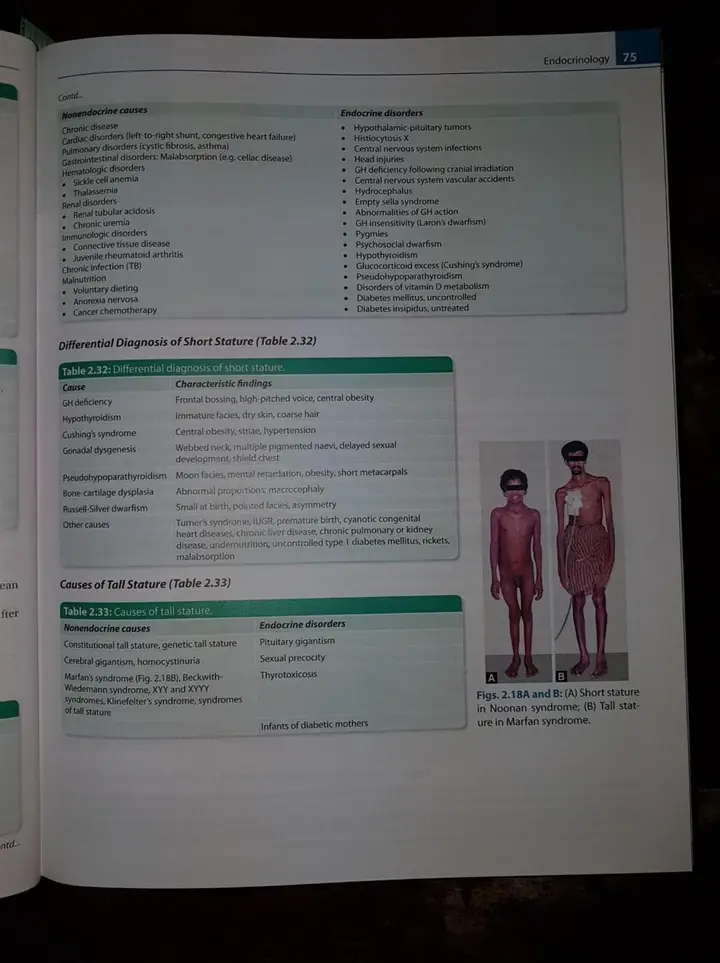 Endocrinology 75
Contd...
Nonendocrine causes
Chronic disease
Cardiac disorders (left-to-right shunt, congestive heart failure)
Pulmonary disorders (cystic fibrosis, asthma)
Gastrointestinal disorders: Malabsorption (e.g. celiac disease)
Hematologic disorders
• Sickle cell anemia
• Thalassemia
Renal disorders
• Renal tubular acidosis
• Chronic uremia
Immunologic disorders
• Connective tissue disease
• Juvenile rheumatoid arthritis
Chronic infection (TB)
Malnutrition
• Voluntary dieting
• Anorexia nervosa
• Cancer chemotherapy
Endocrine disorders
• Hypothalamic-pituitary tumors
• Histiocytosis X
• Central nervous system infections
• Head injuries
• GH deficiency following cranial irradiation
• Central nervous system vascular accidents
• Hydrocephalus
• Empty sella syndrome
• Abnormalities of GH action
• GH insensitivity (Laron's dwarfism)
• Pygmies
• Psychosocial dwarfism
• Hypothyroidism
• Glucocorticoid excess (Cushing's syndrome)
• Pseudohypoparathyroidism
• Disorders of vitamin D metabolism
• Diabetes mellitus, uncontrolled
• Diabetes insipidus, untreated
Differential Diagnosis of Short Stature (Table 2.32)
Table 2.32: Differential diagnosis of short stature.
Cause Characteristic findings
GH deficiency Frontal bossing, high-pitched voice, central obesity
Hypothyroidism Immature facies, dry skin, coarse hair
Cushing's syndrome Central obesity, striae, hypertension
Gonadal dysgenesis Webbed neck, multiple pigmented naevi, delayed sexual
development, shield chest
Pseudohypoparathyroidism Moon facies, mental retardation, obesity, short metacarpals
Bone-cartilage dysplasia Abnormal proportions, macrocephaly
Russell-Silver dwarfism Small at birth, pointed facies, asymmetry
Other causes Turner's syndrome, IUGR, premature birth, cyanotic congenital
heart diseases, chronic liver disease, chronic pulmonary or kidney
disease, undernutrition, uncontrolled type 1 diabetes mellitus, rickets,
malabsorption
Causes of Tall Stature (Table 2.33)
Table 2.33: Causes of tall stature.
Nonendocrine causes Endocrine disorders
Constitutional tall stature, genetic tall stature Pituitary gigantism
Cerebral gigantism, homocystinuria Sexual precocity
Marfan's syndrome (Fig. 2.18B), Beckwith- Thyrotoxicosis
Wiedemann syndrome, XYY and XYYY
syndromes, Klinefelter's syndrome, syndromes
of tall stature
Infants of diabetic mothers
A B
Figs. 2.18A and B: (A) Short stature
in Noonan syndrome; (B) Tall stat-
ure in Marfan syndrome.
ean
fter
ntd...